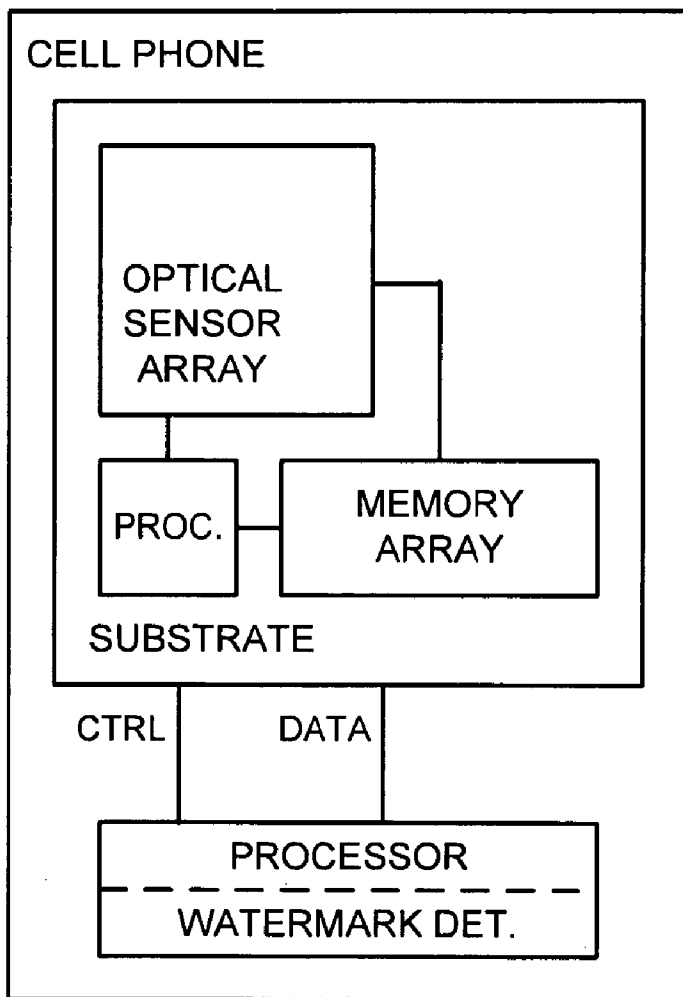 CELL PHONE
OPTICAL
SENSOR
ARRAY
PROC.
MEMORY
ARRAY
SUBSTRATE
CTRL
DATA
PROCESSOR
WATERMARK DET.